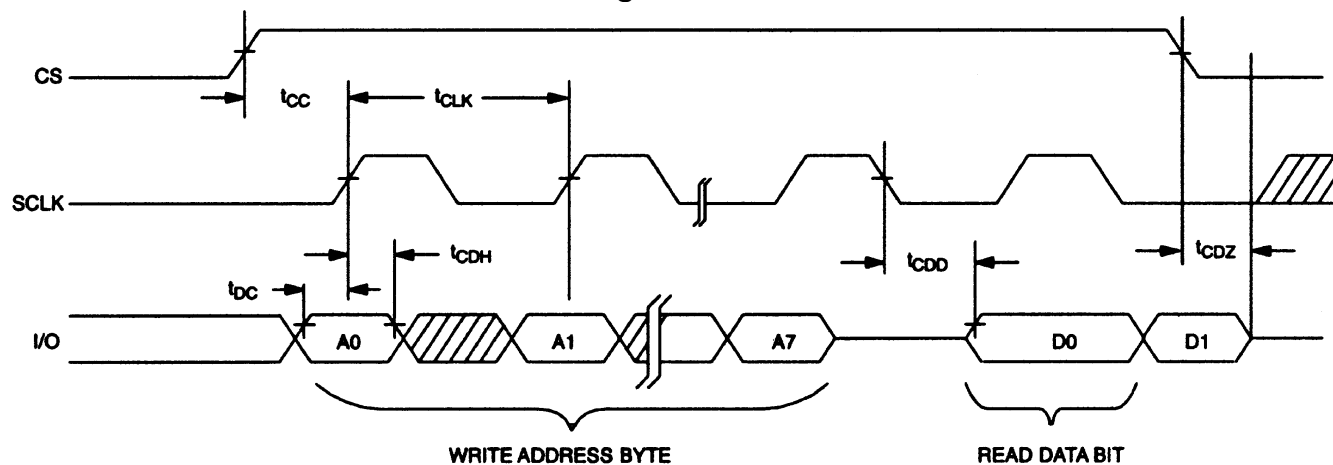 CS
tCC
tCLK
SCLK
tCDH
tCDD
tCDZ
tDC
I/O
A0
A1
A7
D0
D1
WRITE ADDRESS BYTE
READ DATA BIT